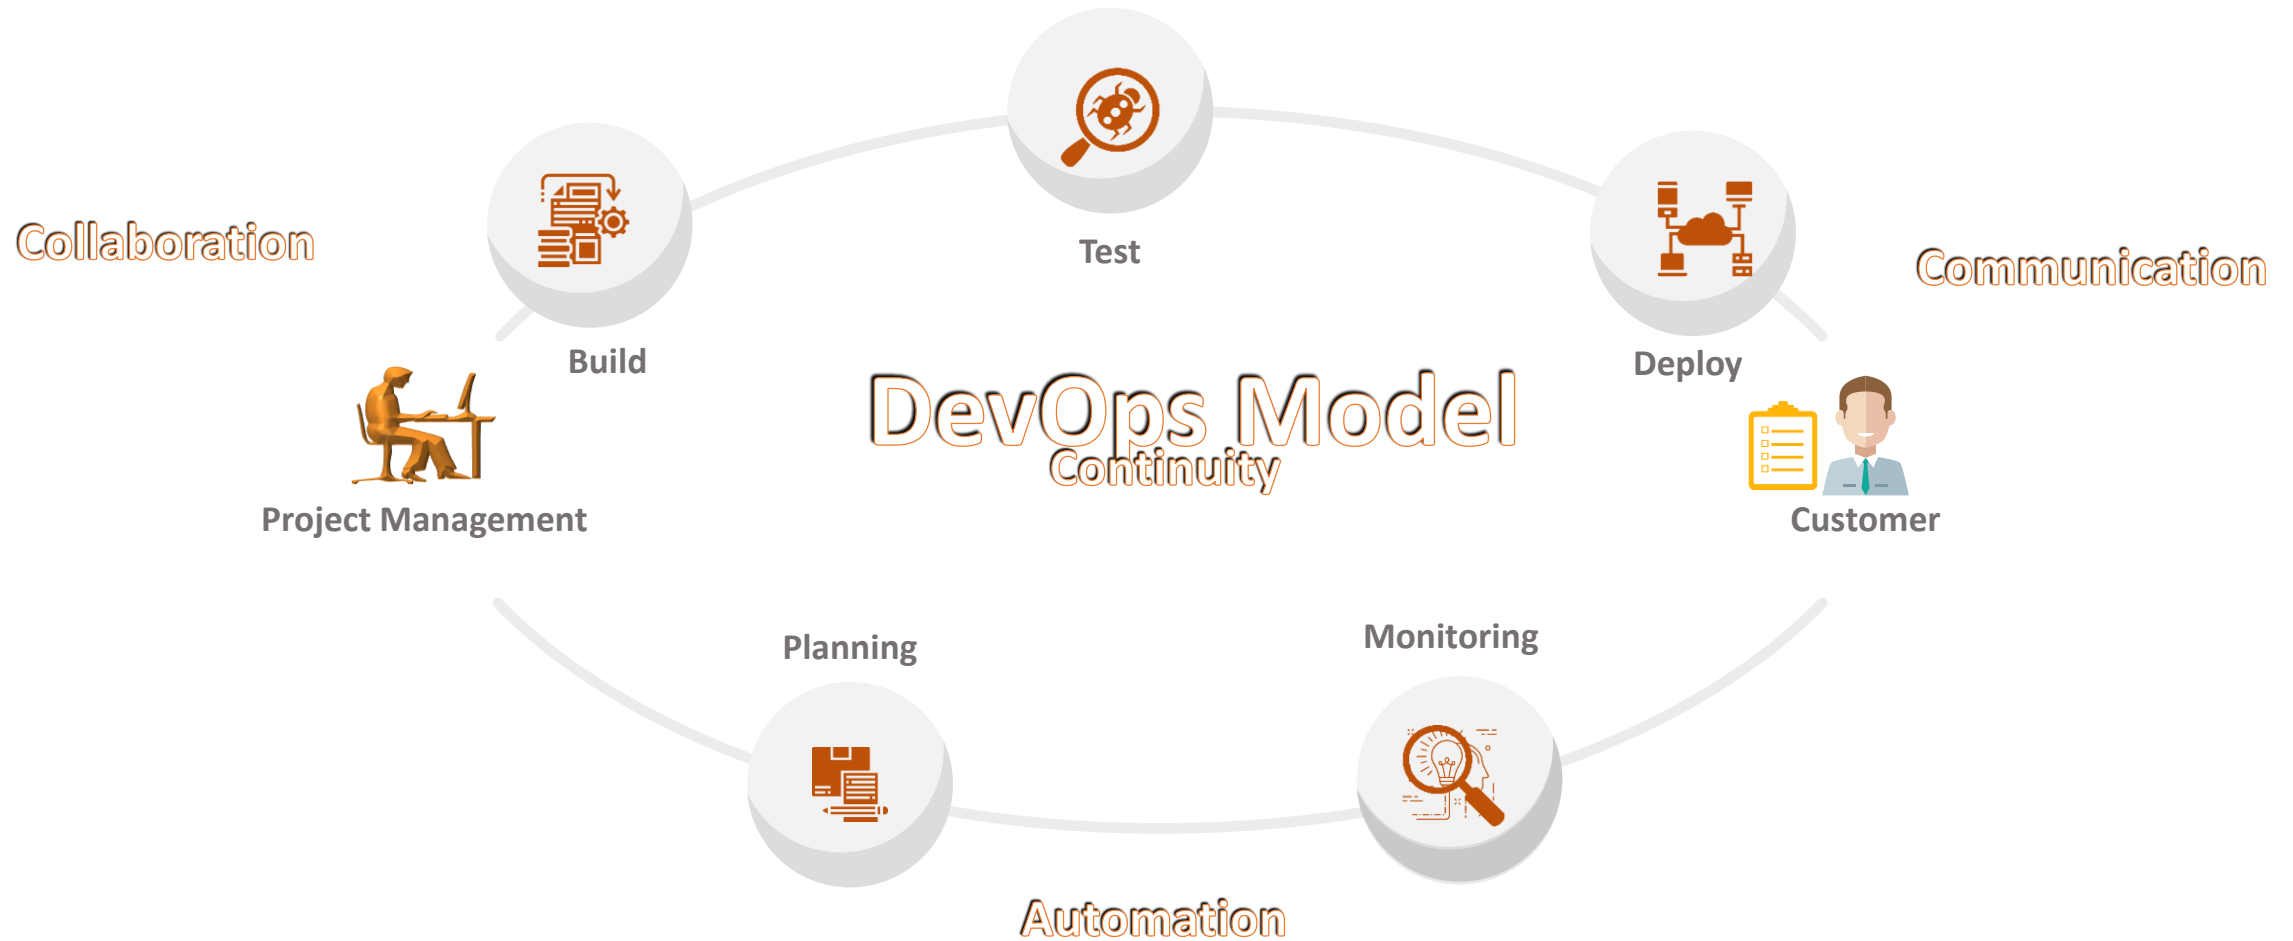 Test
Collaboration
Communication
Build
Deploy
DevOps Model
Continuity
Project Management
Customer
Planning
Monitoring
Automation